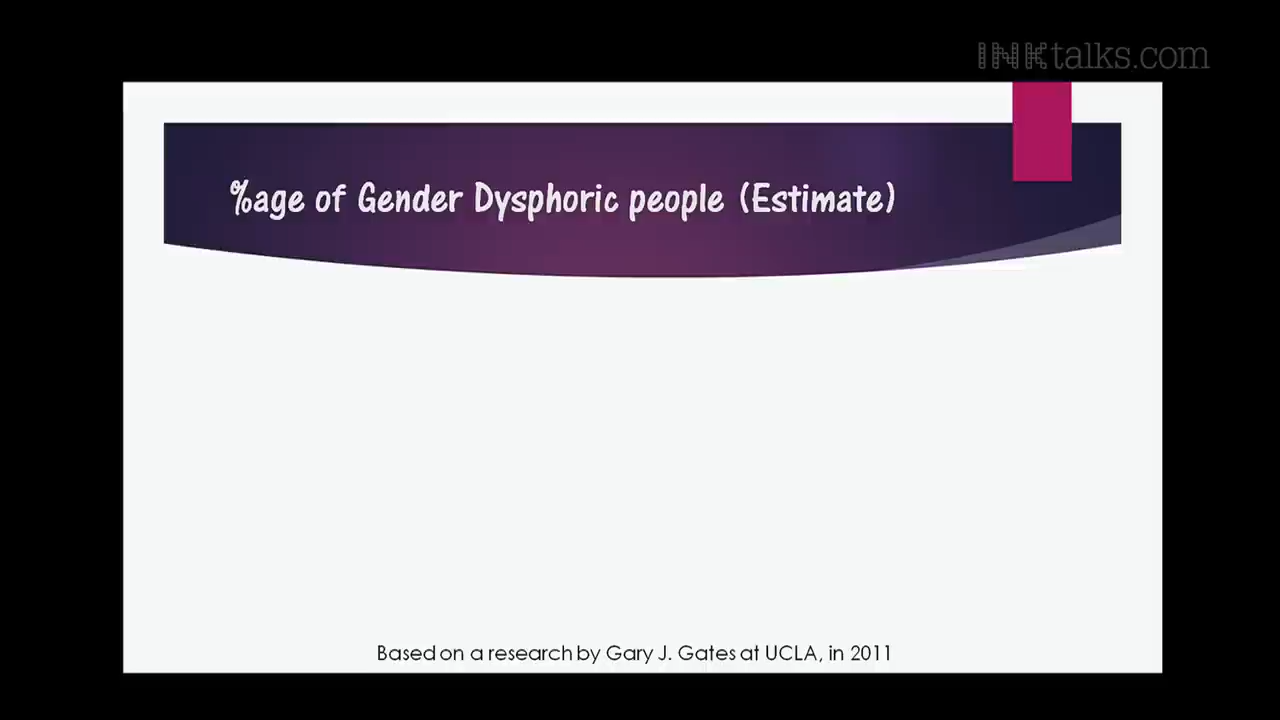 INKtalks.com
%age of Gender Dysphoric people (Estimate)
Based on a research by Gary J. Gates at UCLA, in 2011